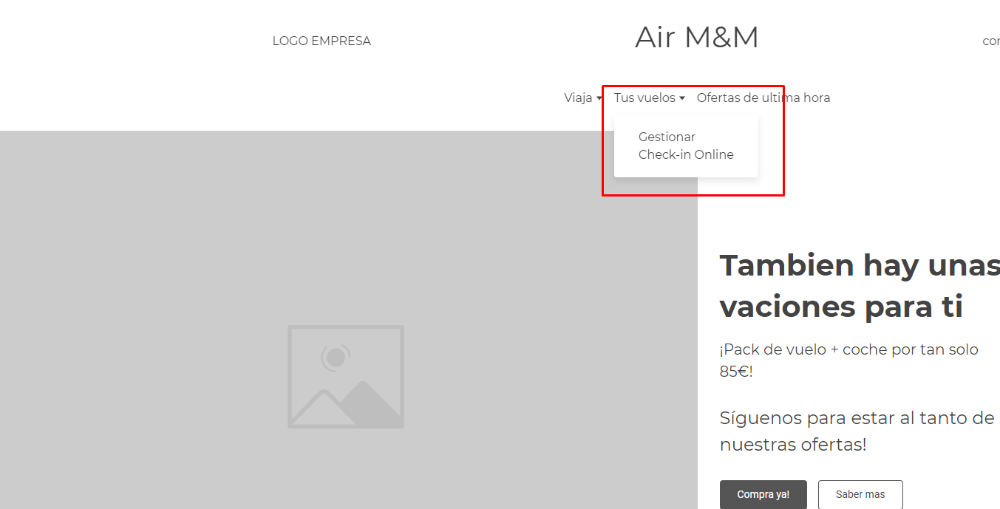 LOGO EMPRESA
Air M&M
Viaja Tus vuelos Ofertas de ultima hora
Gestionar
Check-in Online
Tambien hay unas
vaciones para ti
¡Pack de vuelo + coche por tan solo
85€!
Síguenos para estar al tanto de
nuestras ofertas!
Compra ya! Saber mas